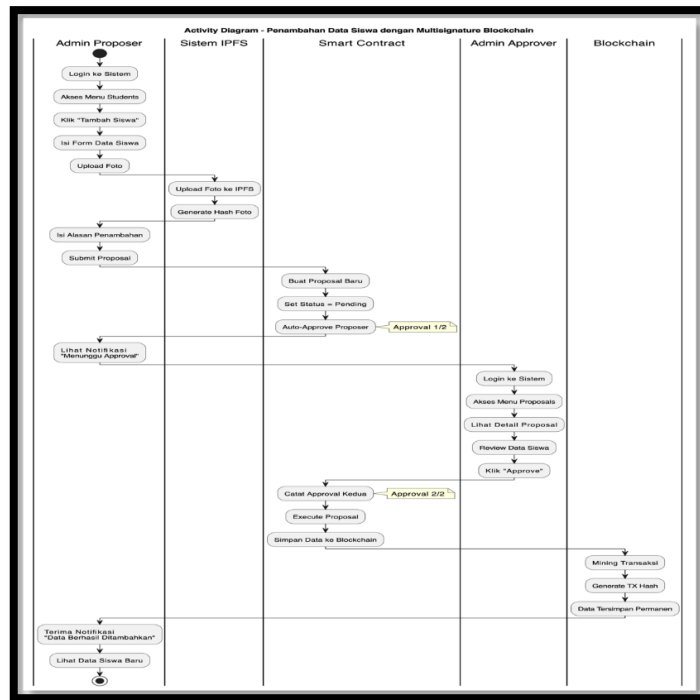 Activity Diagram - Penambahan Data Siswa dengan Multisignature Blockchain
Admin Proposer
Sistem IPFS
Smart Contract
Admin Approver
Blockchain
Login ke Sistem
Akses Menu Students
Klik "Tambah Siswa"
Isi Form Data Siswa
Upload Foto
Upload Foto ke IPFS
Generate Hash Foto
Isi Alasan Penambahan
Submit Proposal
Buat Proposal Baru
Set Status = Pending
Auto-Approve Proposer
Approval 1/2
Lihat Notifikasi
"Menunggu Approval"
Login ke Sistem
Akses Menu Proposals
Lihat Detail Proposal
Review Data Siswa
Klik "Approve"
Catat Approval Kedua
Approval 2/2
Execute Proposal
Simpan Data ke Blockchain
Mining Transaksi
Generate TX Hash
Data Tersimpan Permanen
Terima Notifikasi
"Data Berhasil Ditambahkan"
Lihat Data Siswa Baru